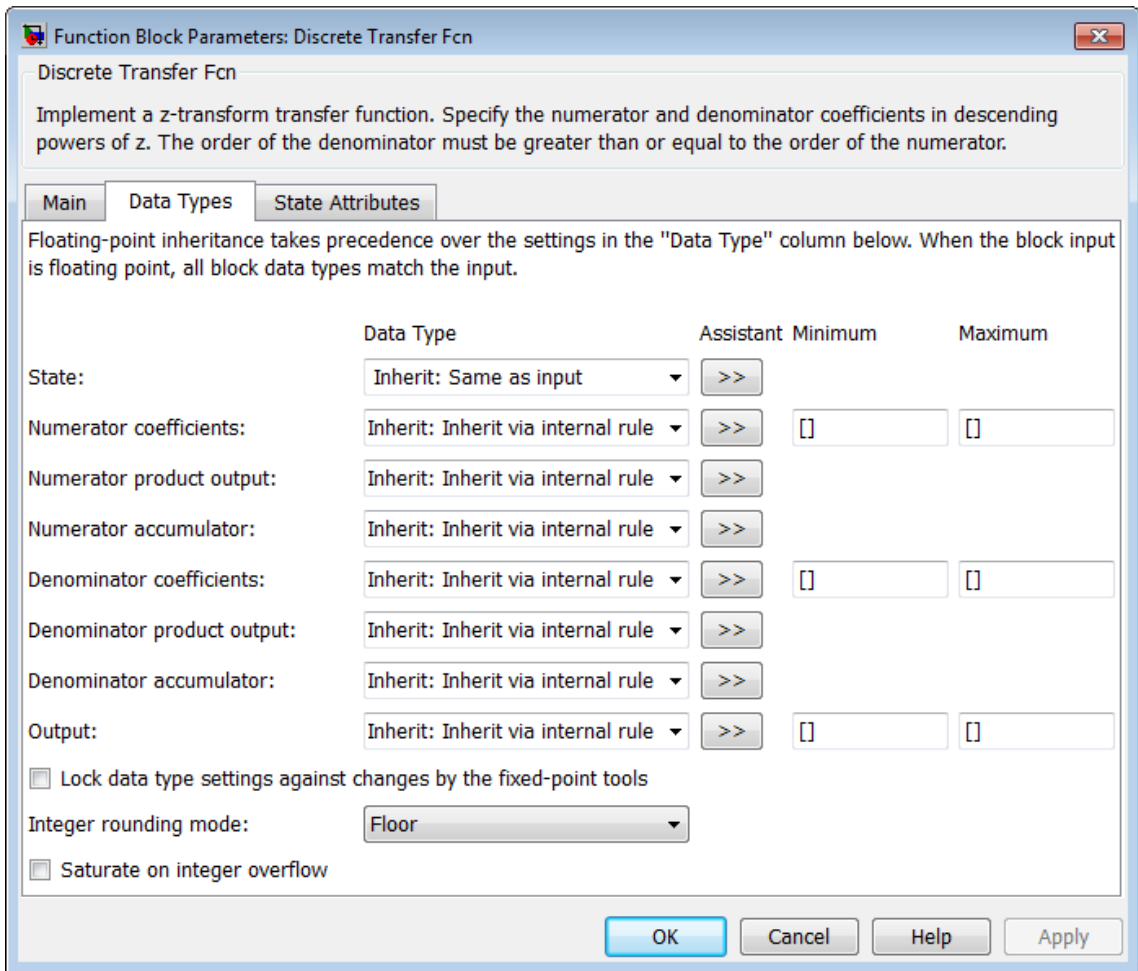 Function Block Parameters: Discrete Transfer Fcn
Discrete Transfer Fcn
Implement a z-transform transfer function. Specify the numerator and denominator coefficients in descending
powers of z. The order of the denominator must be greater than or equal to the order of the numerator.
Main Data Types State Attributes
Floating-point inheritance takes precedence over the settings in the "Data Type" column below. When the block input
is floating point, all block data types match the input.
Data Type Assistant Minimum Maximum
State: Inherit: Same as input >>
Numerator coefficients: Inherit: Inherit via internal rule >> [] []
Numerator product output: Inherit: Inherit via internal rule >>
Numerator accumulator: Inherit: Inherit via internal rule >>
Denominator coefficients: Inherit: Inherit via internal rule >> [] []
Denominator product output: Inherit: Inherit via internal rule >>
Denominator accumulator: Inherit: Inherit via internal rule >>
Output: Inherit: Inherit via internal rule >> [] []
Lock data type settings against changes by the fixed-point tools
Integer rounding mode: Floor
Saturate on integer overflow
OK Cancel Help Apply